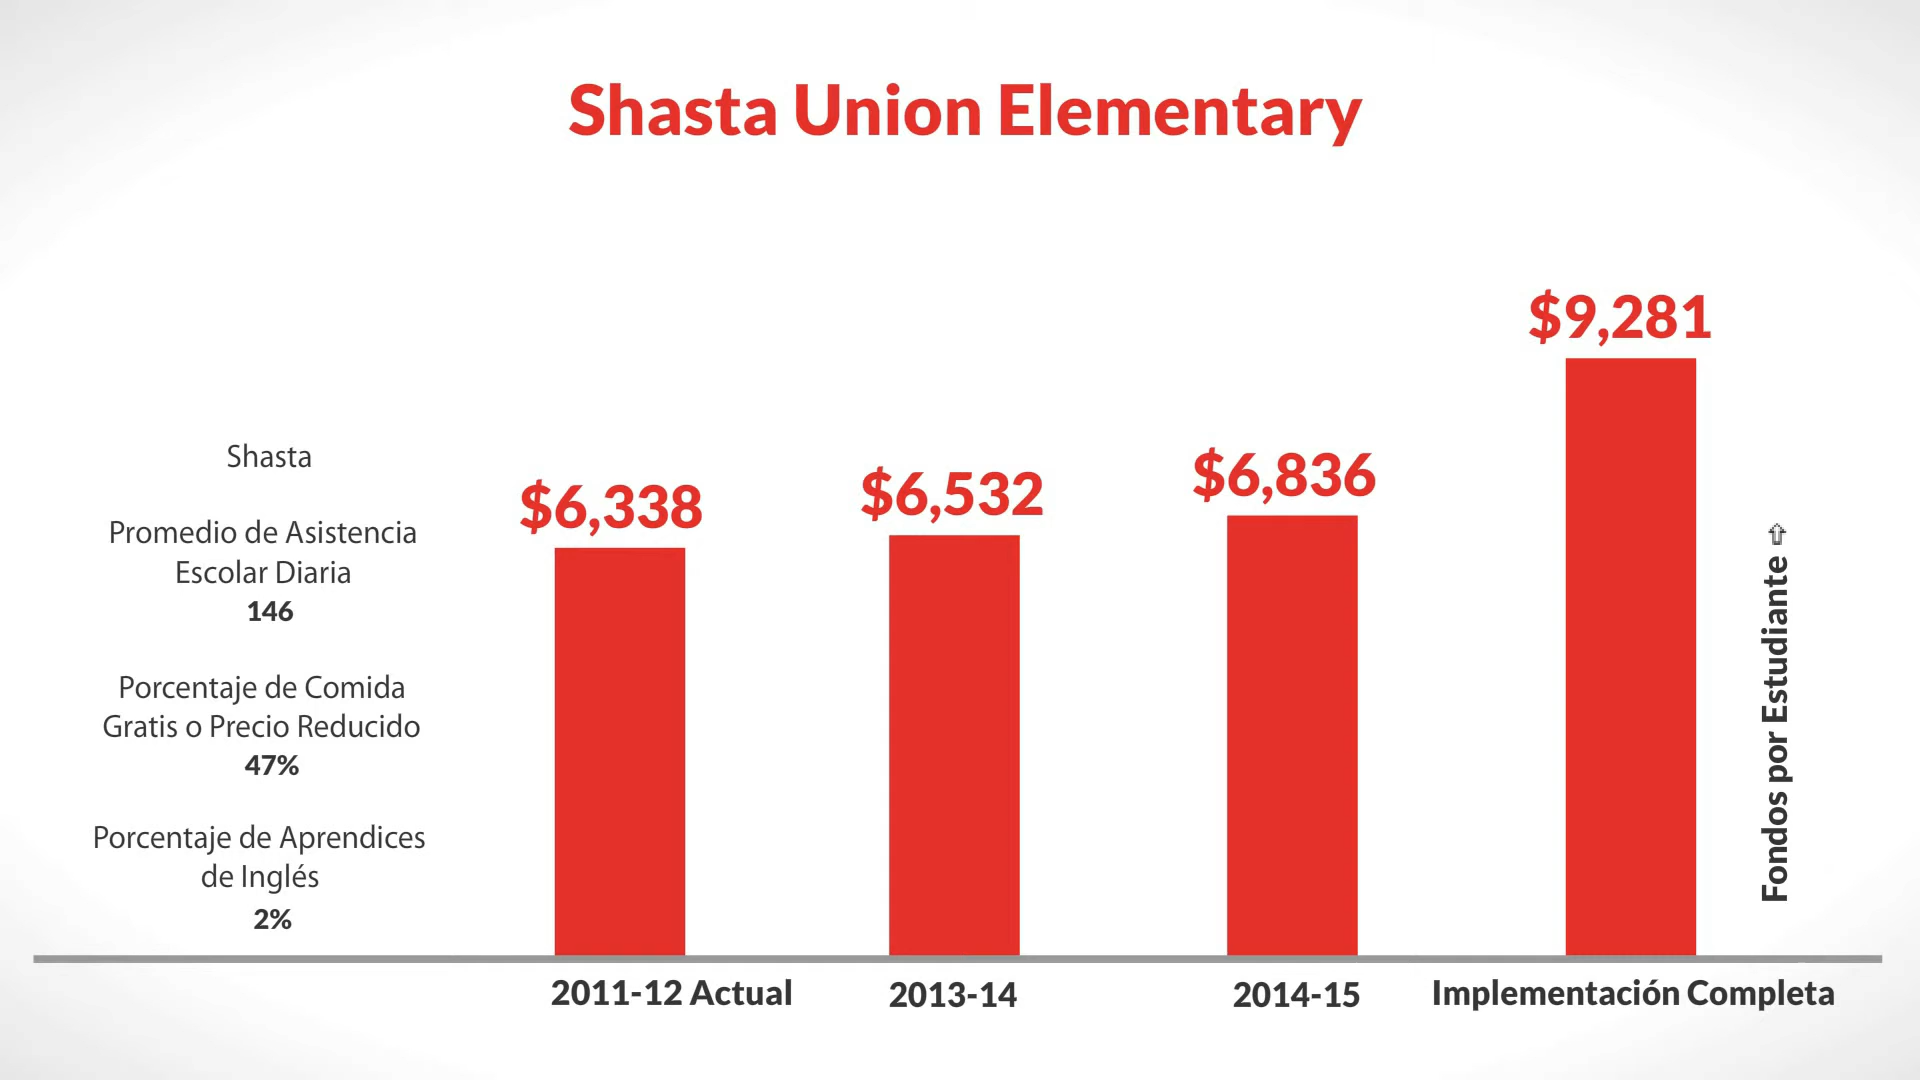 Shasta Union Elementary
Shasta
Promedio de Asistencia
Escolar Diaria
146
Porcentaje de Comida
Gratis o Precio Reducido
47%
Porcentaje de Aprendices
de Inglés
2%
$6,338
$6,532
$6,836
$9,281
2011-12 Actual
2013-14
2014-15
Implementación Completa
Fondos por Estudiante ⇧